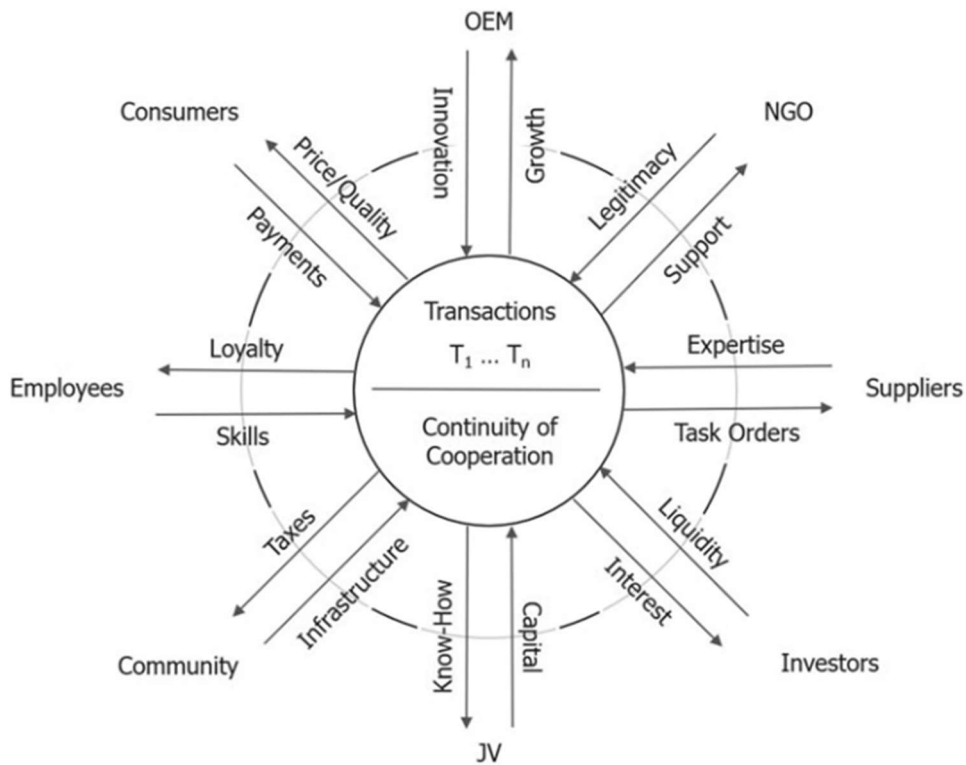 OEM
Consumers
NGO
Innovation
Growth
Price/Quality
Legitimacy
Payments
Support
Transactions
T₁ ... Tₙ
Loyalty
Expertise
Employees
Suppliers
Skills
Continuity of
Cooperation
Task Orders
Taxes
Liquidity
Infrastructure
Interest
Know-How
Capital
Community
Investors
JV